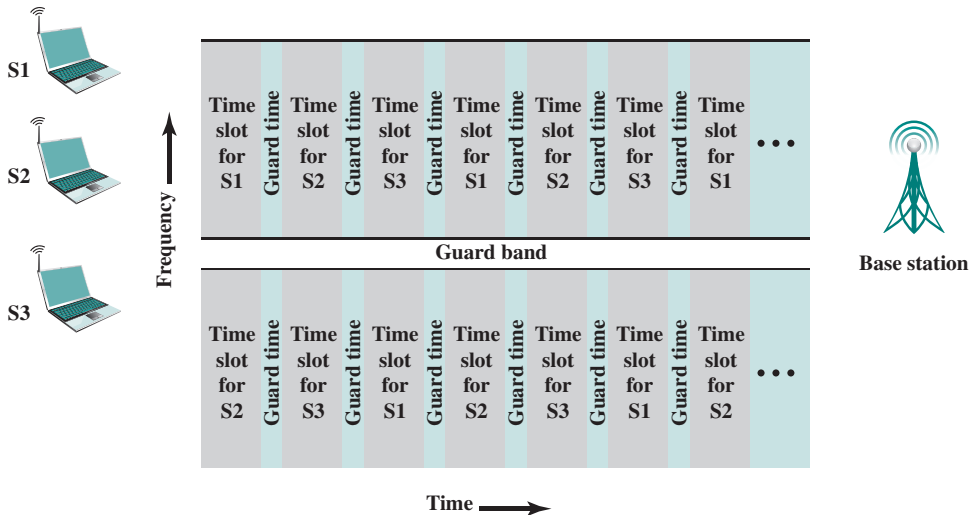 S1
S2
S3
Frequency
Time
slot
for
S1
Guard time
Time
slot
for
S2
Guard time
Time
slot
for
S3
Guard time
Time
slot
for
S1
Guard time
Time
slot
for
S2
Guard time
Time
slot
for
S3
Guard time
Time
slot
for
S1
•••
Guard band
Time
slot
for
S2
Guard time
Time
slot
for
S3
Guard time
Time
slot
for
S1
Guard time
Time
slot
for
S2
Guard time
Time
slot
for
S3
Guard time
Time
slot
for
S1
Guard time
Time
slot
for
S2
•••
Time
Base station